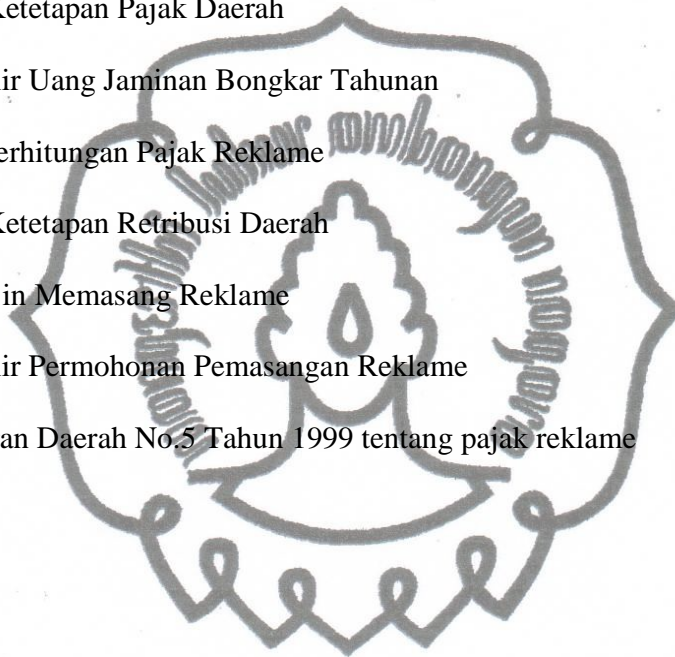 Ketetapan Pajak Daerah
ir Uang Jaminan Bongkar Tahunan
erhitungan Pajak Reklame
Ketetapan Retribusi Daerah
in Memasang Reklame
ir Permohonan Pemasangan Reklame
an Daerah No.5 Tahun 1999 tentang pajak reklame